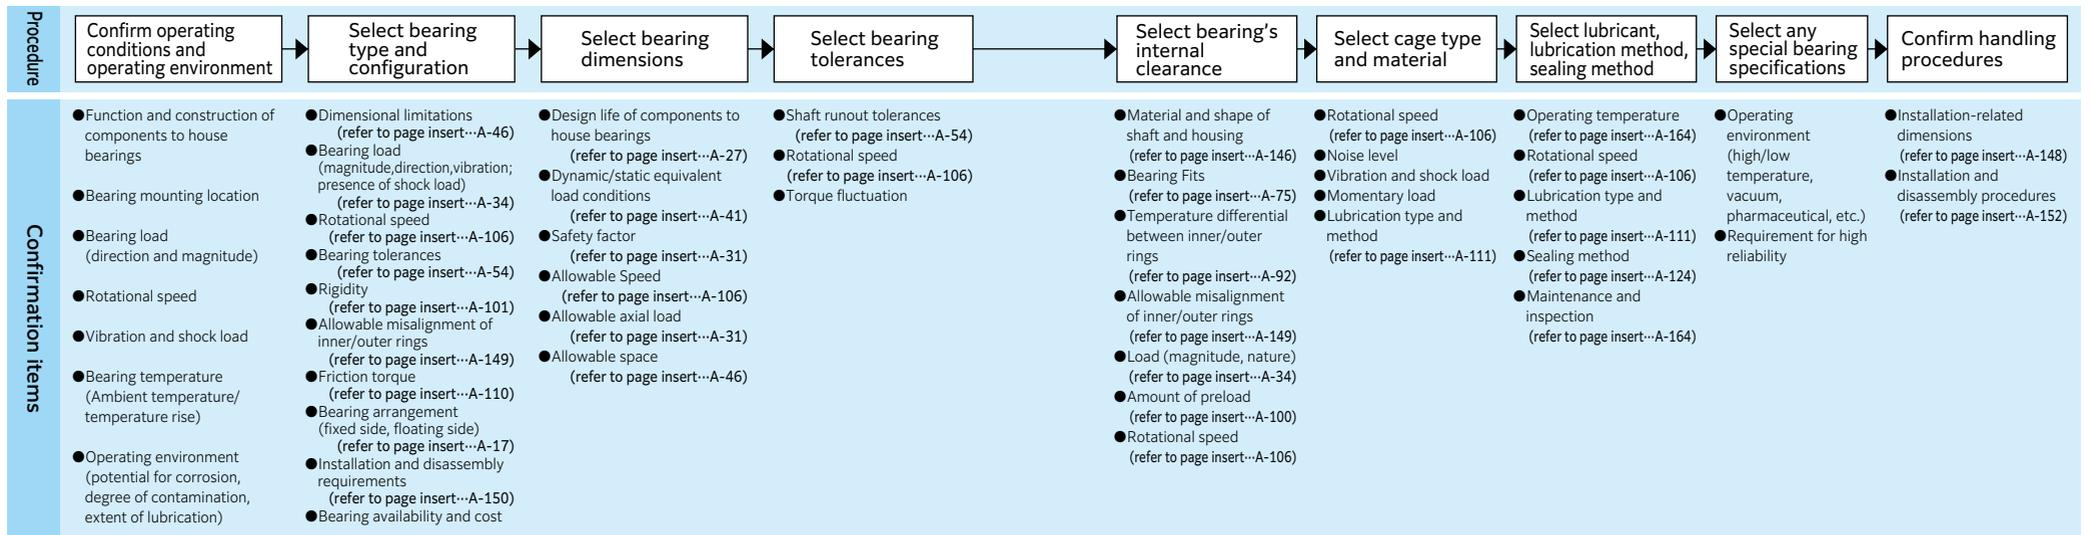 Procedure
Confirm operating
conditions and
operating environment
Select bearing
type and
configuration
Select bearing
dimensions
Select bearing
tolerances
Select bearing's
internal
clearance
Select cage type
and material
Select lubricant,
lubrication method,
sealing method
Select any
special bearing
specifications
Confirm handling
procedures
Confirmation items
●Function and construction of
components to house
bearings
●Bearing mounting location
●Bearing load
(direction and magnitude)
●Rotational speed
●Vibration and shock load
●Bearing temperature
(Ambient temperature/
temperature rise)
●Operating environment
(potential for corrosion,
degree of contamination,
extent of lubrication)
●Dimensional limitations
(refer to page insert…A-46)
●Bearing load
(magnitude,direction,vibration;
presence of shock load)
(refer to page insert…A-34)
●Rotational speed
(refer to page insert…A-106)
●Bearing tolerances
(refer to page insert…A-54)
●Rigidity
(refer to page insert…A-101)
●Allowable misalignment of
inner/outer rings
(refer to page insert…A-149)
●Friction torque
(refer to page insert…A-110)
●Bearing arrangement
(fixed side, floating side)
(refer to page insert…A-17)
●Installation and disassembly
requirements
(refer to page insert…A-150)
●Bearing availability and cost
●Design life of components to
house bearings
(refer to page insert…A-27)
●Dynamic/static equivalent
load conditions
(refer to page insert…A-41)
●Safety factor
(refer to page insert…A-31)
●Allowable Speed
(refer to page insert…A-106)
●Allowable axial load
(refer to page insert…A-31)
●Allowable space
(refer to page insert…A-46)
●Shaft runout tolerances
(refer to page insert…A-54)
●Rotational speed
(refer to page insert…A-106)
●Torque fluctuation
●Material and shape of
shaft and housing
(refer to page insert…A-146)
●Bearing Fits
(refer to page insert…A-75)
●Temperature differential
between inner/outer
rings
(refer to page insert…A-92)
●Allowable misalignment
of inner/outer rings
(refer to page insert…A-149)
●Load (magnitude, nature)
(refer to page insert…A-34)
●Amount of preload
(refer to page insert…A-100)
●Rotational speed
(refer to page insert…A-106)
●Rotational speed
(refer to page insert…A-106)
●Noise level
●Vibration and shock load
●Momentary load
●Lubrication type and
method
(refer to page insert…A-111)
●Operating temperature
(refer to page insert…A-164)
●Rotational speed
(refer to page insert…A-106)
●Lubrication type and
method
(refer to page insert…A-111)
●Sealing method
(refer to page insert…A-124)
●Maintenance and
inspection
(refer to page insert…A-164)
●Operating
environment
(high/low
temperature,
vacuum,
pharmaceutical, etc.)
●Requirement for high
reliability
●Installation-related
dimensions
(refer to page insert…A-148)
●Installation and
disassembly procedures
(refer to page insert…A-152)